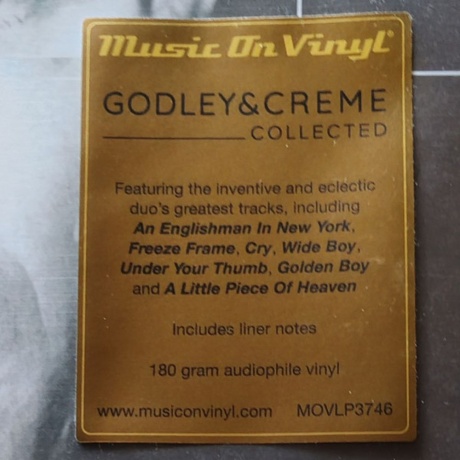 Music On Vinyl®
GODLEY&CREME
COLLECTED
Featuring the inventive and eclectic
duo's greatest tracks, including
An Englishman In New York,
Freeze Frame, Cry, Wide Boy,
Under Your Thumb, Golden Boy
and A Little Piece Of Heaven
Includes liner notes
180 gram audiophile vinyl
www.musiconvinyl.com MOVLP3746